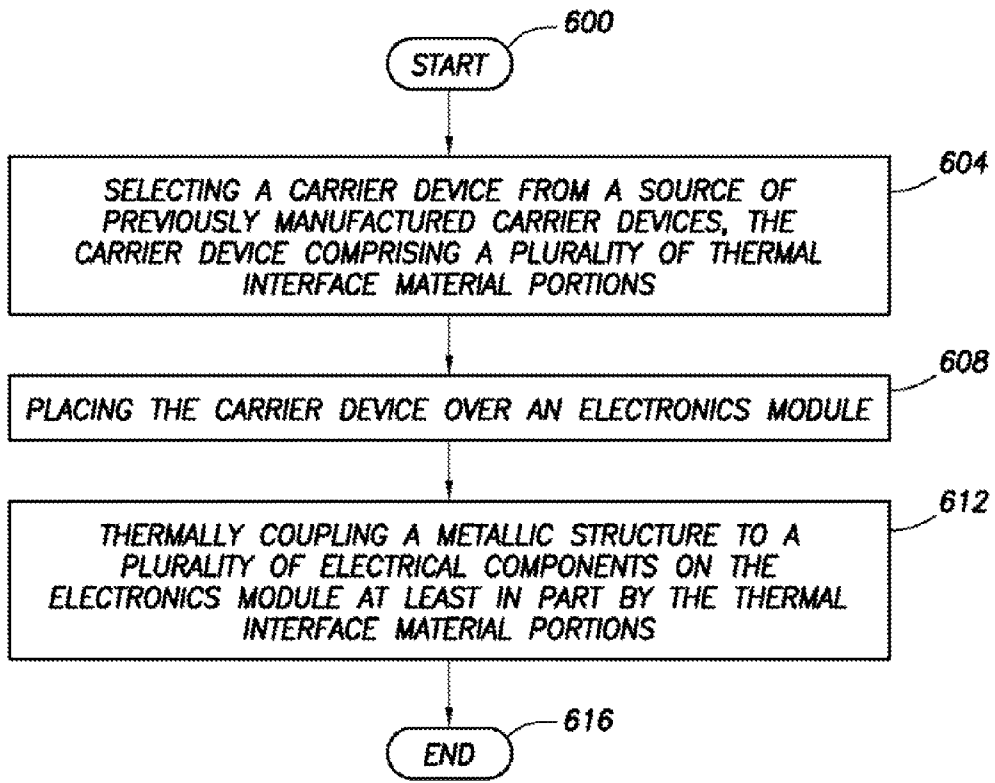 600
START
604
SELECTING A CARRIER DEVICE FROM A SOURCE OF
PREVIOUSLY MANUFACTURED CARRIER DEVICES, THE
CARRIER DEVICE COMPRISING A PLURALITY OF THERMAL
INTERFACE MATERIAL PORTIONS
608
PLACING THE CARRIER DEVICE OVER AN ELECTRONICS MODULE
612
THERMALLY COUPLING A METALLIC STRUCTURE TO A
PLURALITY OF ELECTRICAL COMPONENTS ON THE
ELECTRONICS MODULE AT LEAST IN PART BY THE THERMAL
INTERFACE MATERIAL PORTIONS
616
END